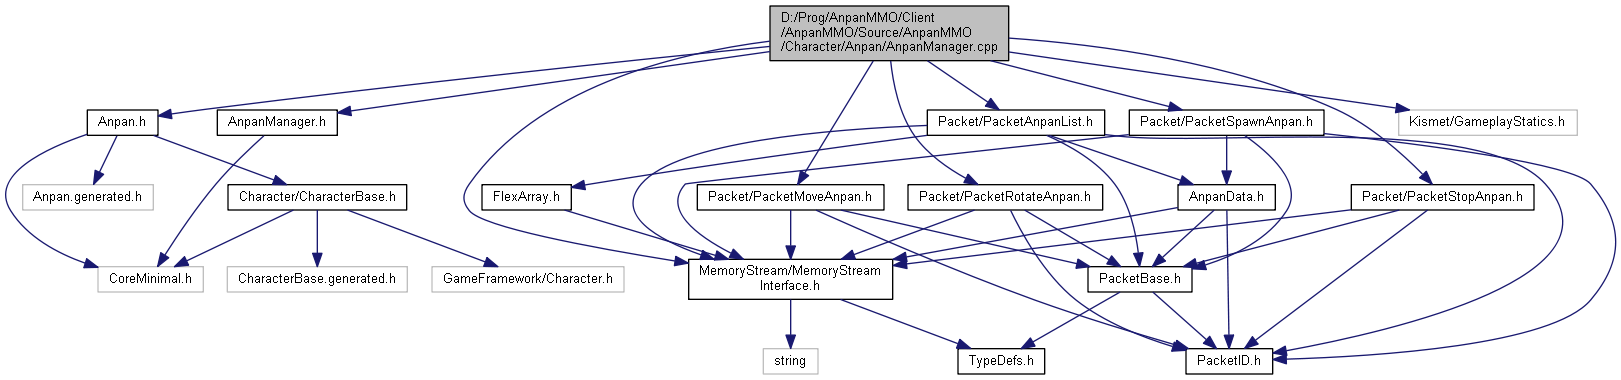 D:/Prog/AnpanMMO/Client
/AnpanMMO/Source/AnpanMMO
/Character/Anpan/AnpanManager.cpp
Anpan.h
AnpanManager.h
Packet/PacketAnpanList.h
Packet/PacketSpawnAnpan.h
Kismet/GameplayStatics.h
Anpan.generated.h
Character/CharacterBase.h
FlexArray.h
Packet/PacketMoveAnpan.h
Packet/PacketRotateAnpan.h
AnpanData.h
Packet/PacketStopAnpan.h
CoreMinimal.h
CharacterBase.generated.h
GameFramework/Character.h
MemoryStream/MemoryStream
Interface.h
PacketBase.h
string
TypeDefs.h
PacketID.h